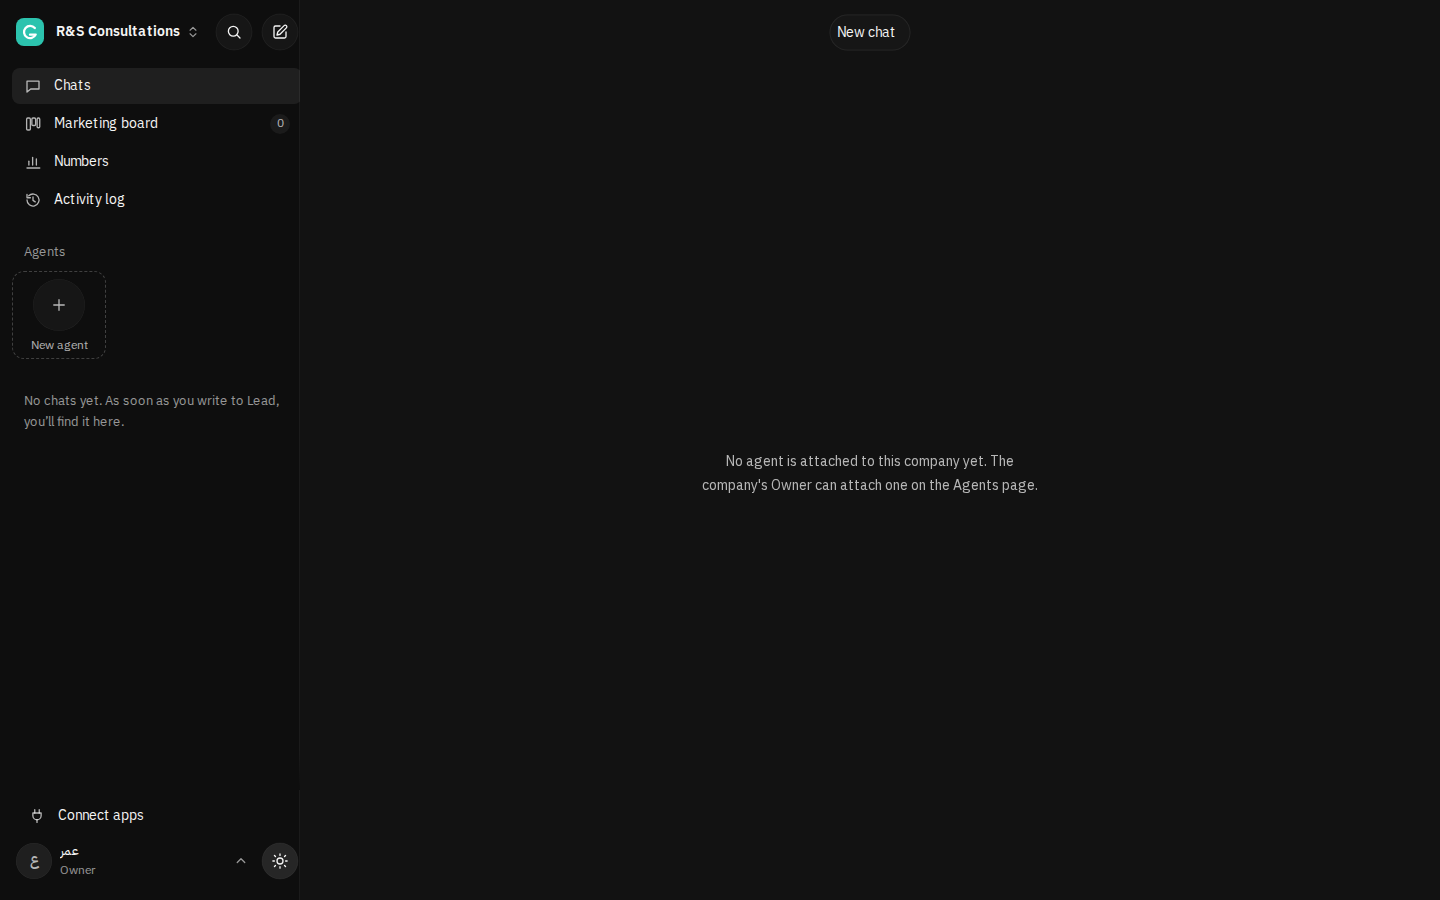 R&S Consultations
New chat
Chats
Marketing board
0
Numbers
Activity log
Agents
New agent
No chats yet. As soon as you write to Lead,
you'll find it here.
No agent is attached to this company yet. The
company's Owner can attach one on the Agents page.
Connect apps
ع
عمر
Owner